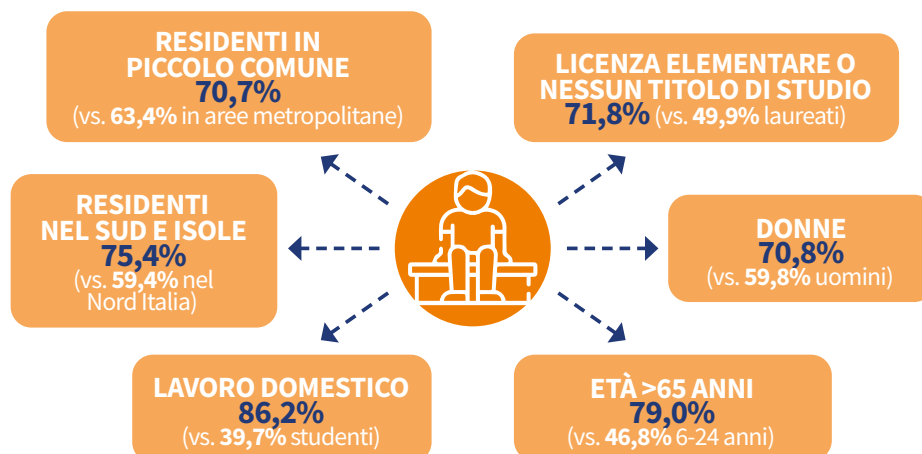 RESIDENTI IN
PICCOLO COMUNE
70,7%
(vs. 63,4% in aree metropolitane)
LICENZA ELEMENTARE O
NESSUN TITOLO DI STUDIO
71,8% (vs. 49,9% laureati)
RESIDENTI
NEL SUD E ISOLE
75,4%
(vs. 59,4% nel
Nord Italia)
DONNE
70,8%
(vs. 59,8% uomini)
LAVORO DOMESTICO
86,2%
(vs. 39,7% studenti)
ETÀ >65 ANNI
79,0%
(vs. 46,8% 6-24 anni)